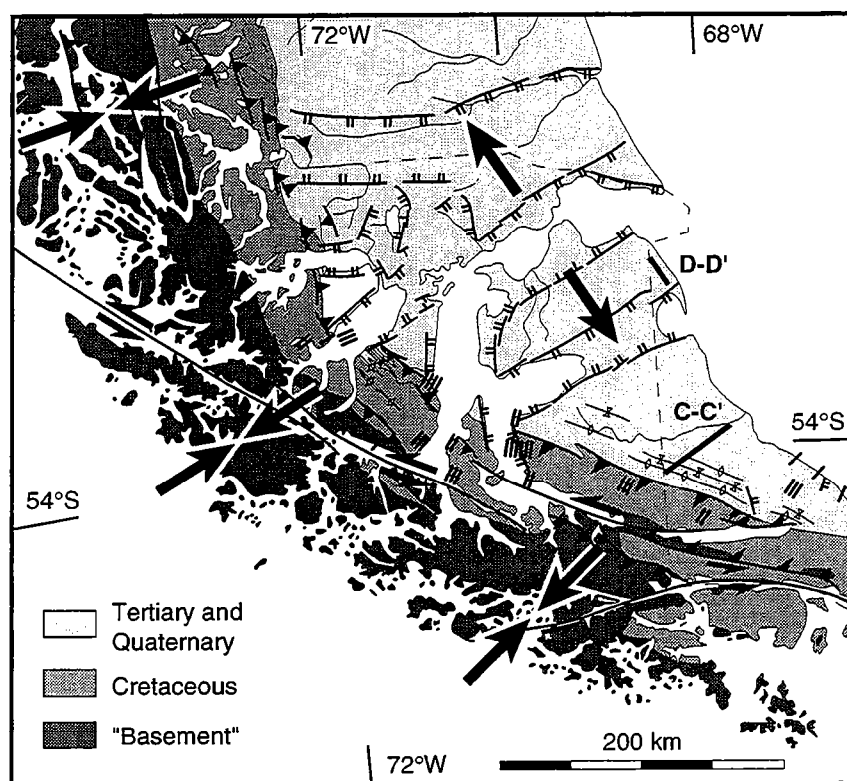 72°W
68°W
D-D'
C-C'
54°S
54°S
Tertiary and
Quaternary
Cretaceous
"Basement"
72°W
200 km